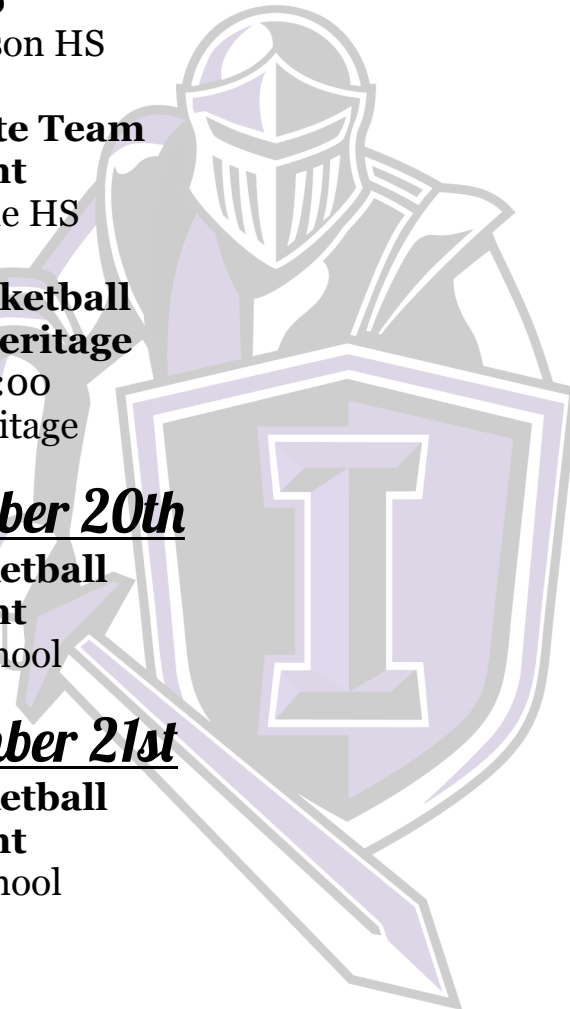 son HS
te Team
nt
e HS
ketball
eritage
:00
itage
ber 20th
etball
nt
hool
ber 21st
etball
nt
hool
I